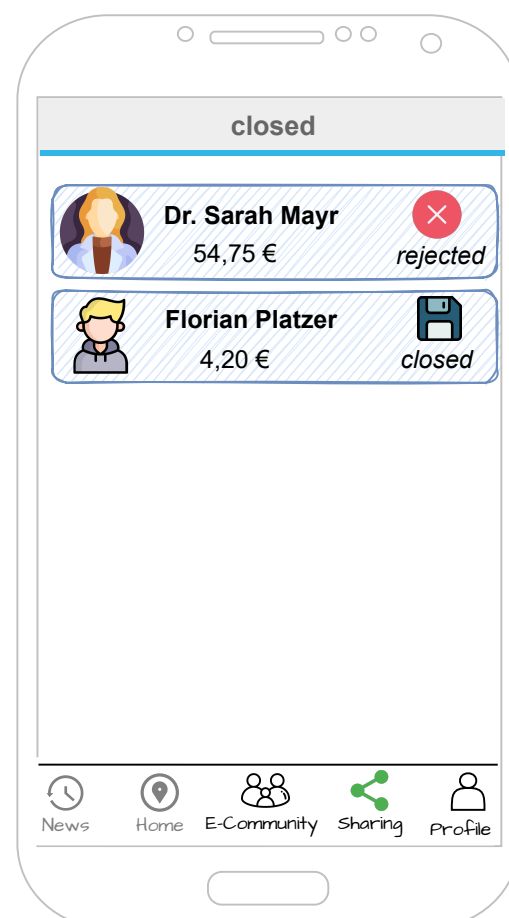 closed
Dr. Sarah Mayr
54,75 €
rejected
Florian Platzer
4,20 €
closed
News
Home
E-Community
Sharing
Profile